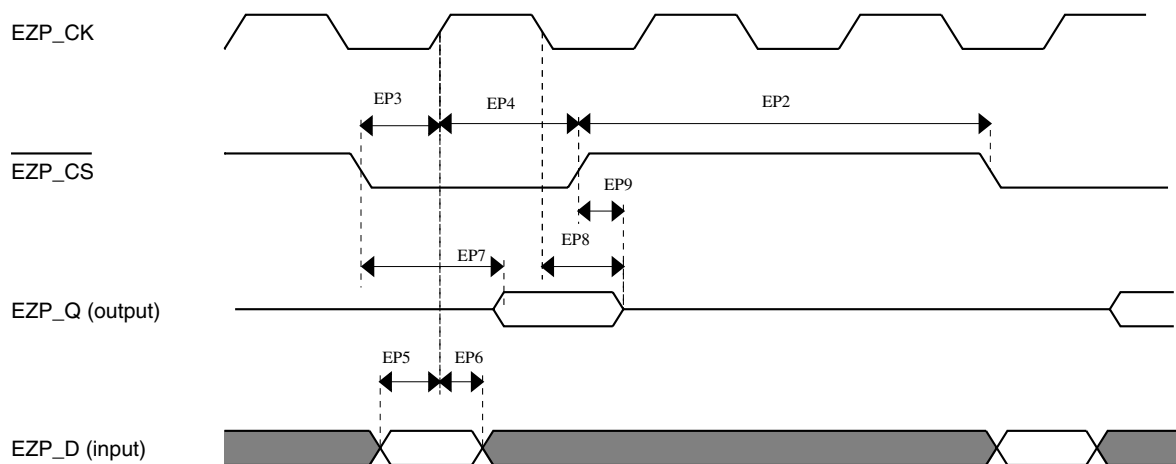 EZP_CK
EP3
EP4
EP2
EZP_CS
EP9
EP8
EP7
EZP_Q (output)
EP5
EP6
EZP_D (input)